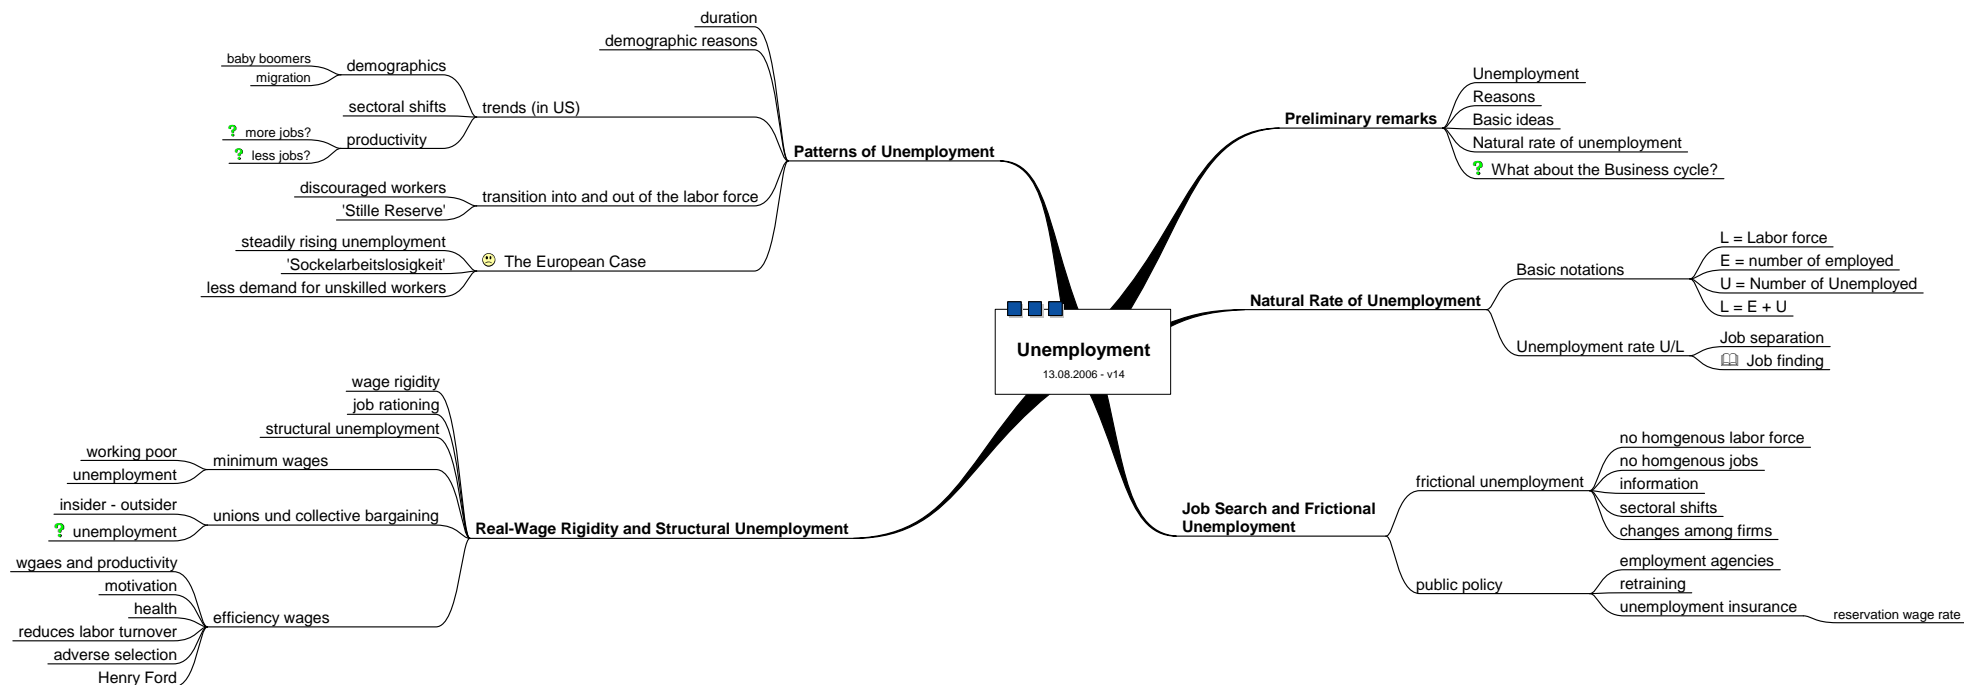 Unemployment
13.08.2006 - v14
Preliminary remarks
Unemployment
Reasons
Basic ideas
Natural rate of unemployment
? What about the Business cycle?
Natural Rate of Unemployment
Basic notations
L = Labor force
E = number of employed
U = Number of Unemployed
L = E + U
Unemployment rate U/L
Job separation
Job finding
Job Search and Frictional
Unemployment
frictional unemployment
no homgenous labor force
no homgenous jobs
information
sectoral shifts
changes among firms
public policy
employment agencies
retraining
unemployment insurance
reservation wage rate
Patterns of Unemployment
duration
demographic reasons
trends (in US)
demographics
baby boomers
migration
sectoral shifts
productivity
? more jobs?
? less jobs?
transition into and out of the labor force
discouraged workers
'Stille Reserve'
The European Case
steadily rising unemployment
'Sockelarbeitslosigkeit'
less demand for unskilled workers
Real-Wage Rigidity and Structural Unemployment
wage rigidity
job rationing
structural unemployment
minimum wages
working poor
unemployment
unions und collective bargaining
insider - outsider
? unemployment
efficiency wages
wgaes and productivity
motivation
health
reduces labor turnover
adverse selection
Henry Ford